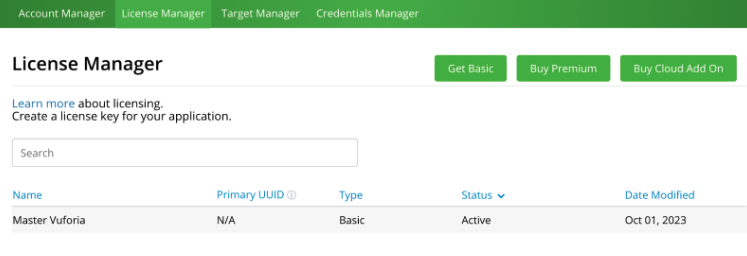 Account Manager License Manager Target Manager Credentials Manager
License Manager Get Basic Buy Premium Buy Cloud Add On
Learn more about licensing.
Create a license key for your application.
Search
Name Primary UUID Type Status Date Modified
Master Vuforia N/A Basic Active Oct 01, 2023